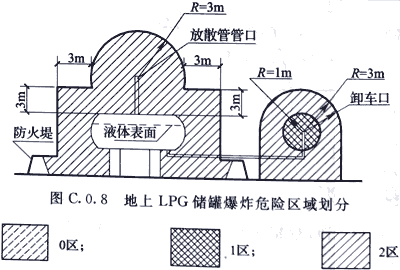 R=3m
放散管管口
3m
3m
R=1m
R=3m
3m
3m
卸车口
防火堤
液体表面
图 C.0.8 地上 LPG 储罐爆炸危险区域划分
0区;
1区;
2区